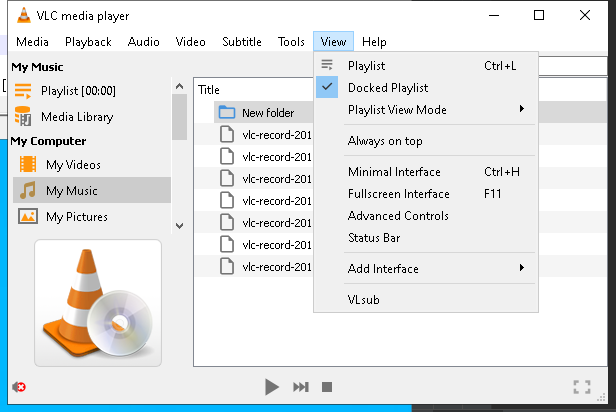 VLC media player
Media Playback Audio Video Subtitle Tools View Help
My Music
Playlist [00:00]
Media Library
My Computer
My Videos
My Music
My Pictures
Title
New folder
vlc-record-201
vlc-record-201
vlc-record-201
vlc-record-201
vlc-record-201
vlc-record-201
vlc-record-201
Playlist Ctrl+L
Docked Playlist
Playlist View Mode
Always on top
Minimal Interface Ctrl+H
Fullscreen Interface F11
Advanced Controls
Status Bar
Add Interface
VLsub